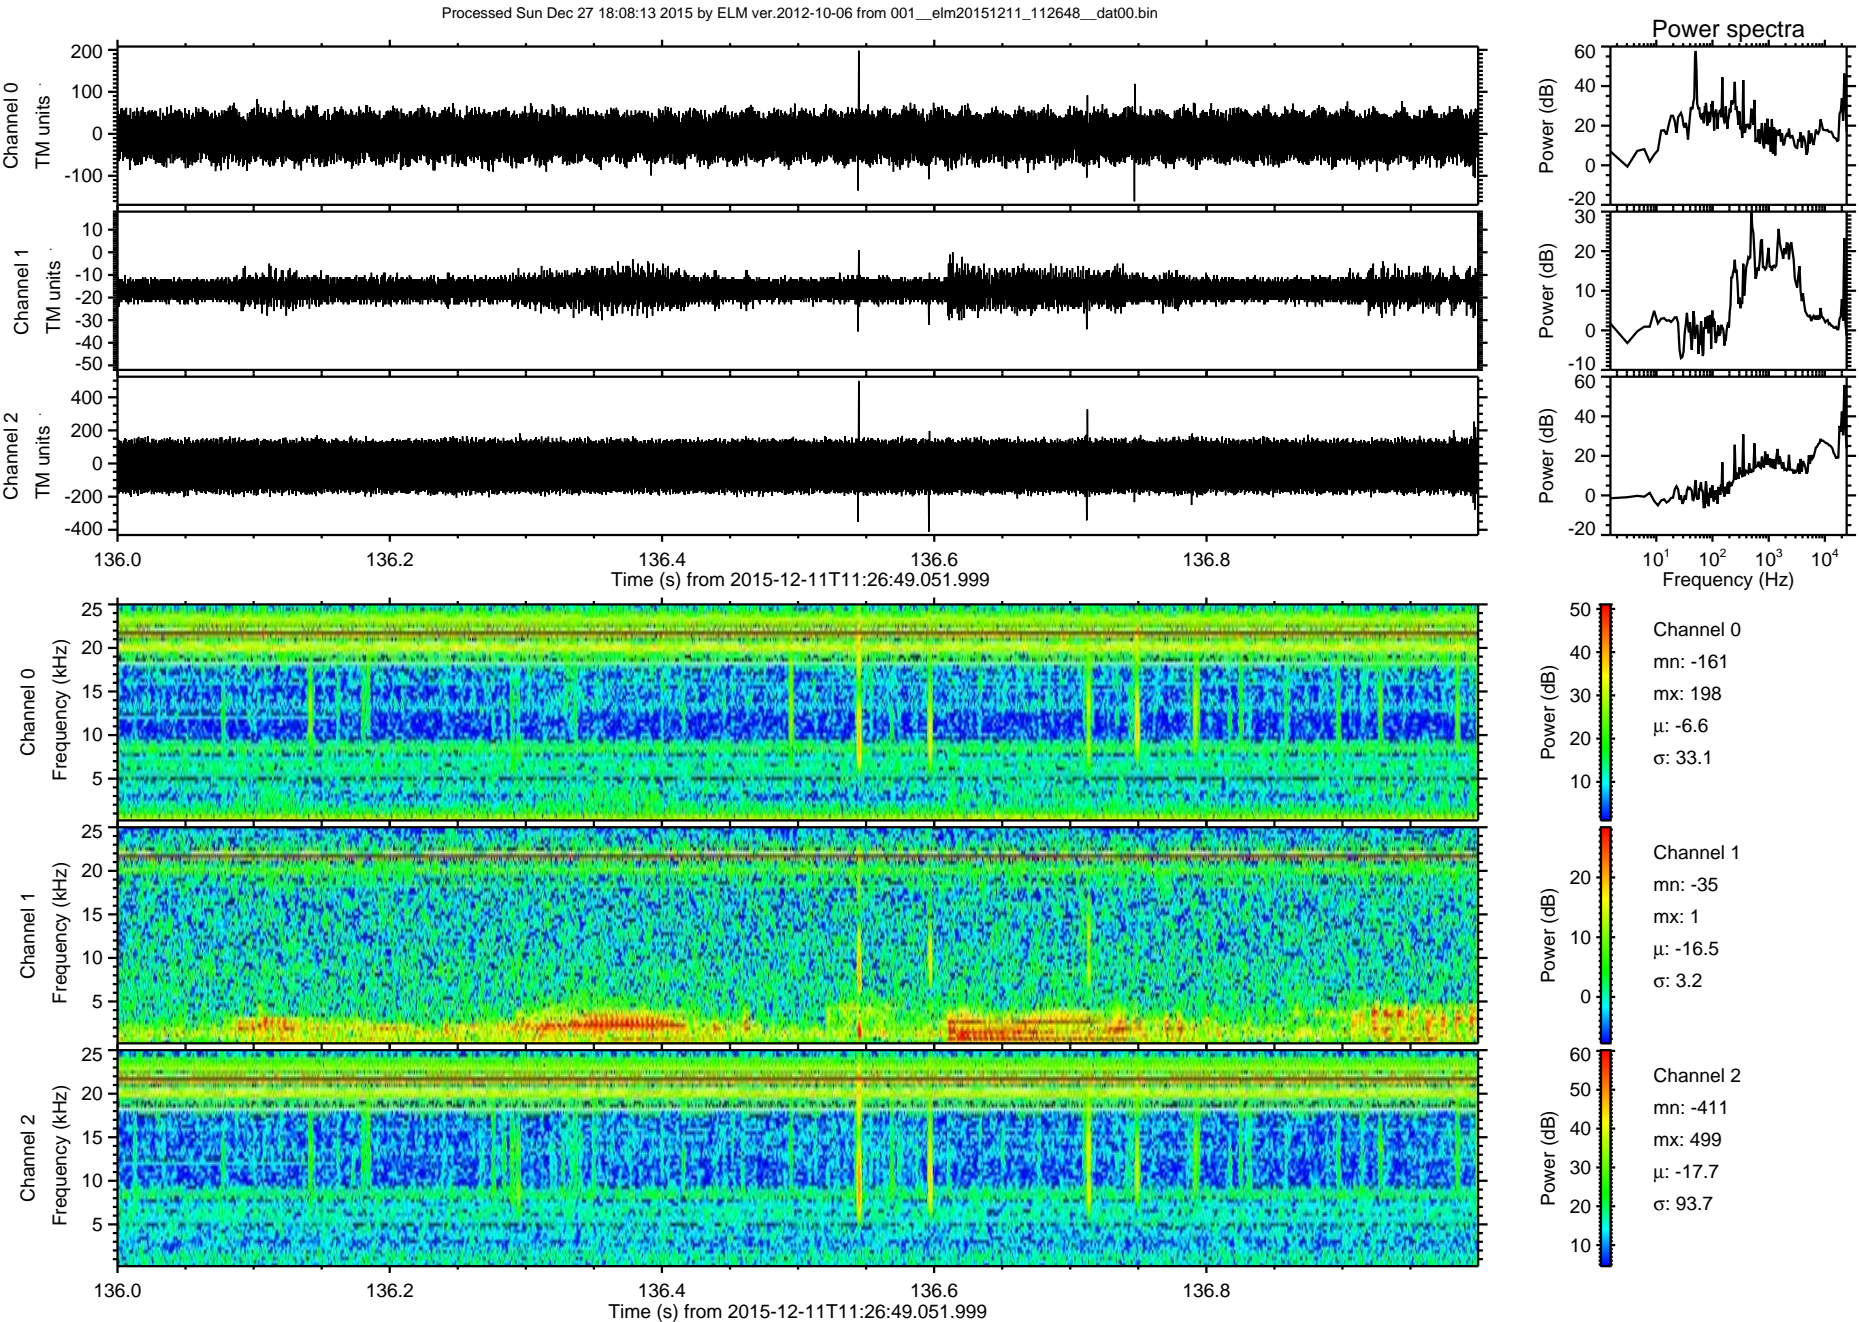 Processed Sun Dec 27 18:08:13 2015 by ELM ver.2012-10-06 from 001__elm20151211_112648__dat00.bin
Power spectra
Channel 0
TM units
200
100
0
-100
Power (dB)
60
40
20
0
-20
Channel 1
TM units
10
0
-10
-20
-30
-40
-50
Power (dB)
30
20
10
0
-10
Channel 2
TM units
400
200
0
-200
-400
Power (dB)
60
40
20
0
-20
136.0 136.2 136.4 136.6 136.8
Time (s) from 2015-12-11T11:26:49.051.999
10¹ 10² 10³ 10⁴
Frequency (Hz)
Channel 0
Frequency (kHz)
25
20
15
10
5
Power (dB)
50
40
30
20
10
Channel 0
mn: -161
mx: 198
μ: -6.6
σ: 33.1
Channel 1
Frequency (kHz)
25
20
15
10
5
Power (dB)
20
10
0
Channel 1
mn: -35
mx: 1
μ: -16.5
σ: 3.2
Channel 2
Frequency (kHz)
25
20
15
10
5
Power (dB)
60
50
40
30
20
10
Channel 2
mn: -411
mx: 499
μ: -17.7
σ: 93.7
136.0 136.2 136.4 136.6 136.8
Time (s) from 2015-12-11T11:26:49.051.999